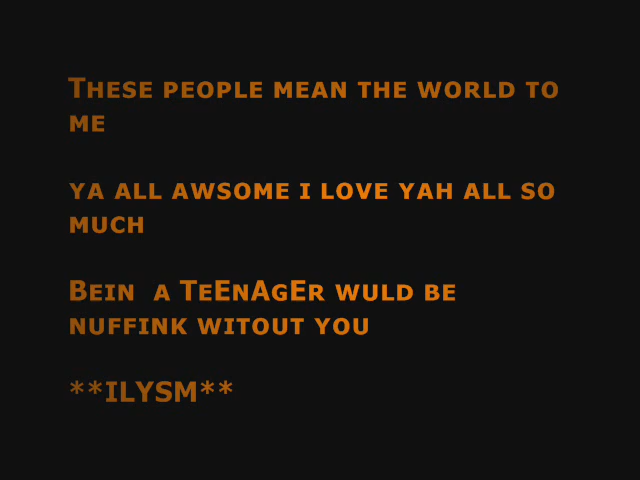 These people mean the world to
me
ya all awsome i love yah all so
much
Bein  a TeEnAgEr wuld be
nuffink witout you
**ILYSM**